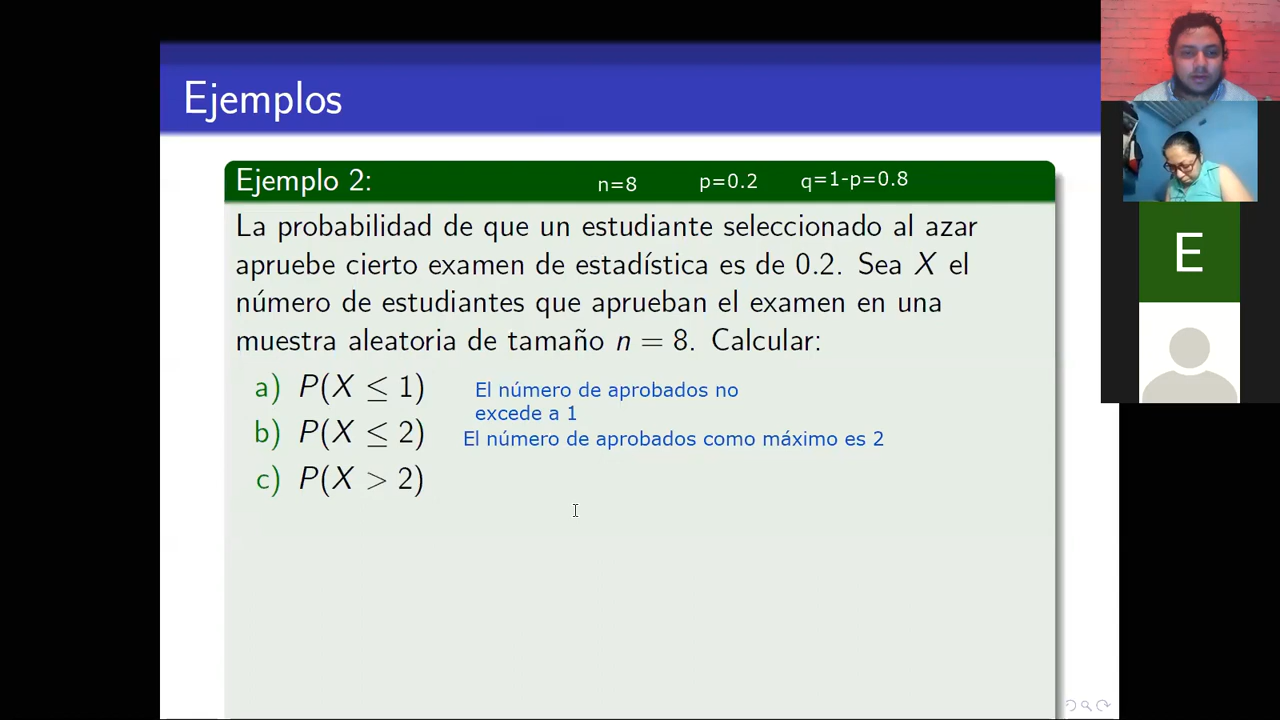 Ejemplos
Ejemplo 2: n=8 p=0.2 q=1-p=0.8
La probabilidad de que un estudiante seleccionado al azar
apruebe cierto examen de estadística es de 0.2. Sea X el
número de estudiantes que aprueban el examen en una
muestra aleatoria de tamaño n = 8. Calcular:
a) P(X ≤ 1) El número de aprobados no
excede a 1
b) P(X ≤ 2) El número de aprobados como máximo es 2
c) P(X > 2)
E